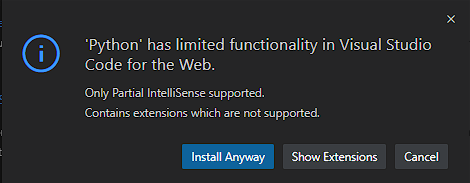 'Python' has limited functionality in Visual Studio
Code for the Web.
Only Partial IntelliSense supported.
Contains extensions which are not supported.
Install Anyway
Show Extensions
Cancel